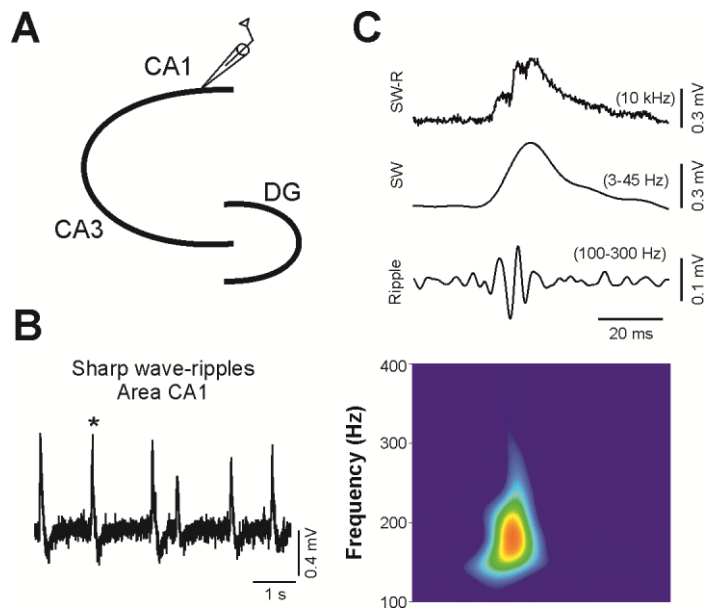 A
CA1
CA3
DG
B
Sharp wave-ripples
Area CA1
*
0.4 mV
1 s
C
SW-R
(10 kHz)
0.3 mV
SW
(3-45 Hz)
0.3 mV
Ripple
(100-300 Hz)
0.1 mV
20 ms
Frequency (Hz)
400
300
200
100